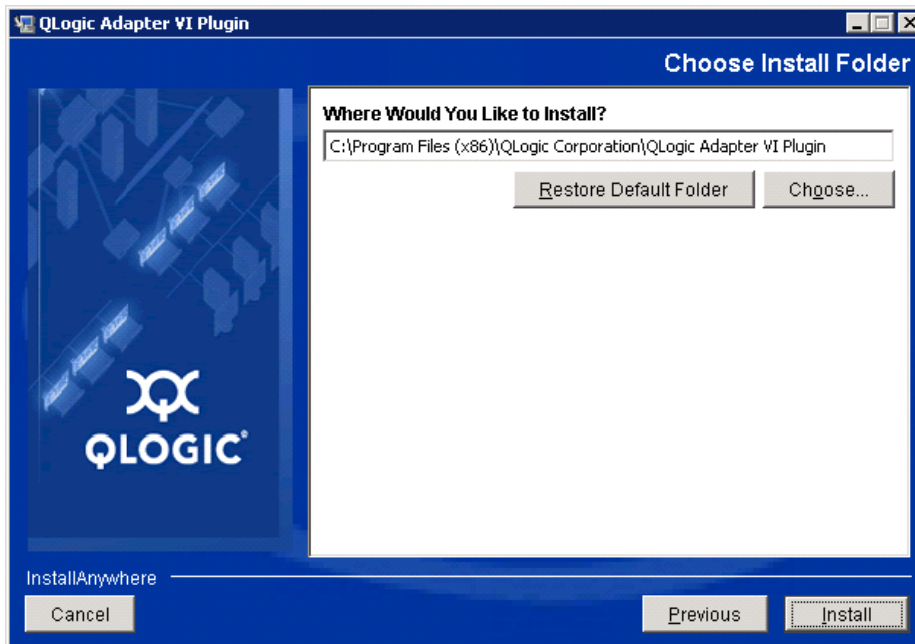 QLogic Adapter VI Plugin
Choose Install Folder
Where Would You Like to Install?
C:\Program Files (x86)\QLogic Corporation\QLogic Adapter VI Plugin
Restore Default Folder
Choose...
QLOGIC®
InstallAnywhere
Cancel
Previous
Install